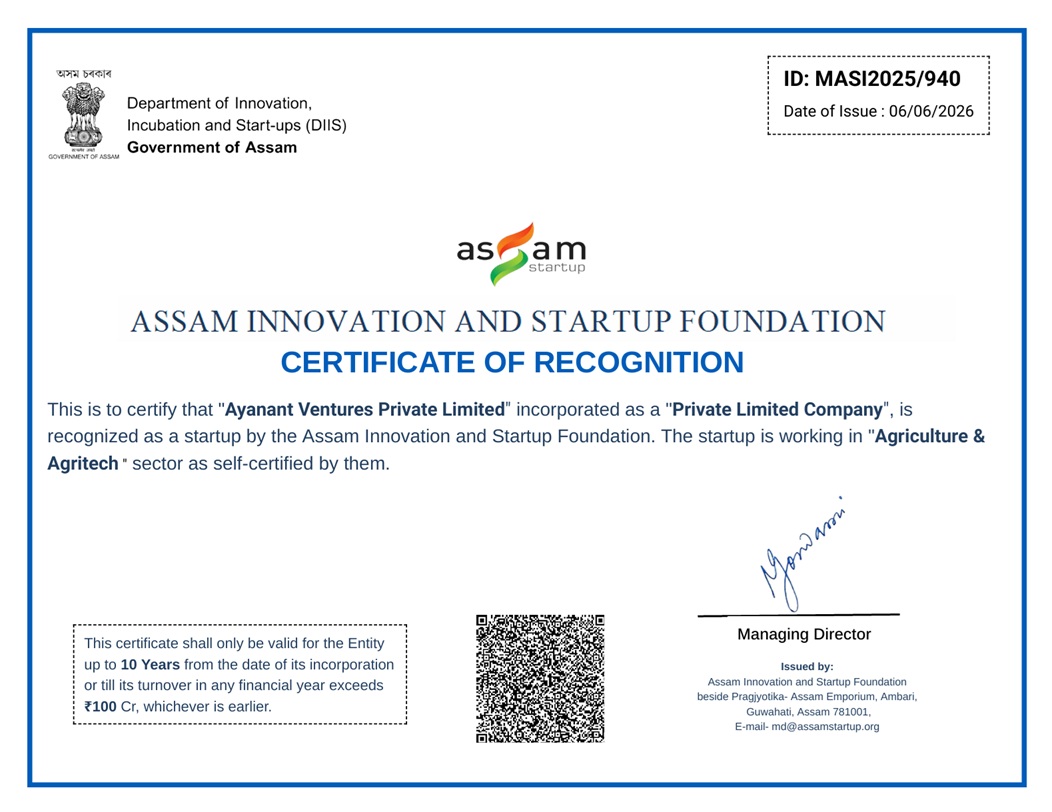 অসম চৰকাৰ
GOVERNMENT OF ASSAM
Department of Innovation,
Incubation and Start-ups (DIIS)
Government of Assam
ID: MASI2025/940
Date of Issue : 06/06/2026
assam
startup
ASSAM INNOVATION AND STARTUP FOUNDATION
CERTIFICATE OF RECOGNITION
This is to certify that "Ayanant Ventures Private Limited" incorporated as a "Private Limited Company", is
recognized as a startup by the Assam Innovation and Startup Foundation. The startup is working in "Agriculture &
Agritech " sector as self-certified by them.
This certificate shall only be valid for the Entity
up to 10 Years from the date of its incorporation
or till its turnover in any financial year exceeds
₹100 Cr, whichever is earlier.
Managing Director
Issued by:
Assam Innovation and Startup Foundation
beside Pragjyotika- Assam Emporium, Ambari,
Guwahati, Assam 781001,
E-mail- md@assamstartup.org